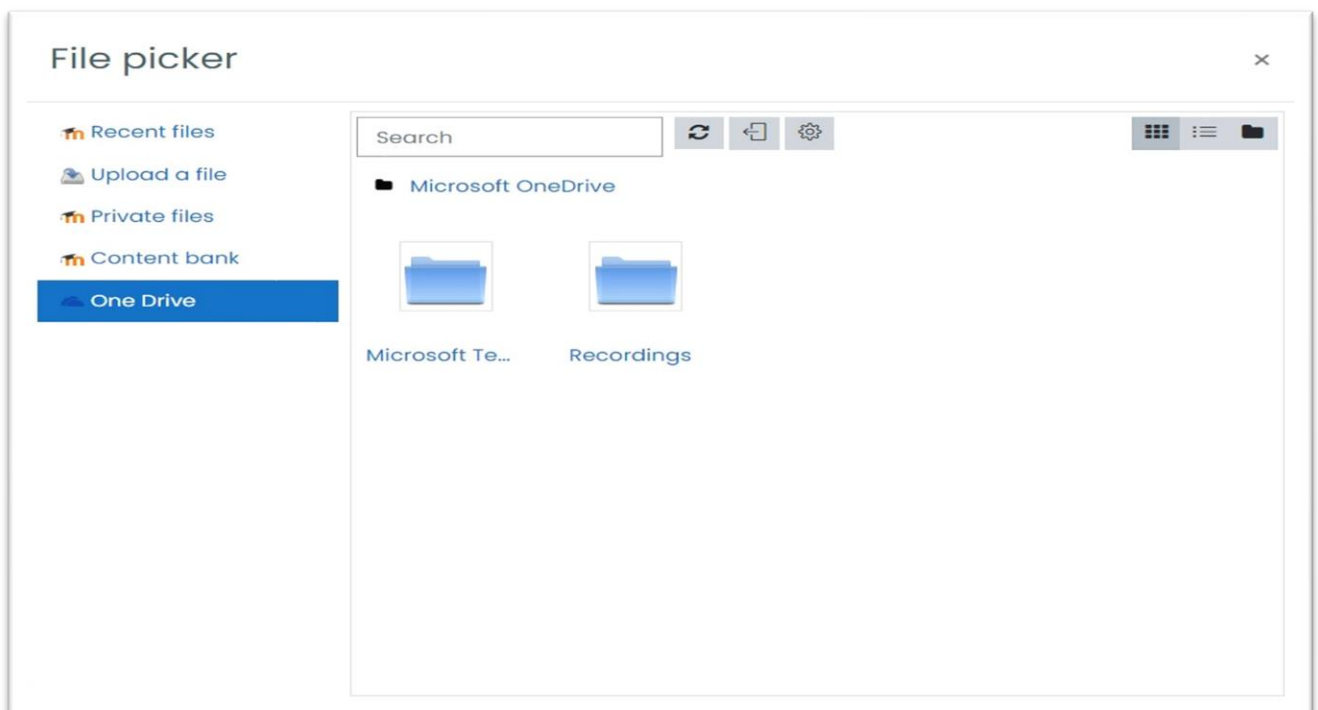 File picker
×
Recent files
Upload a file
Private files
Content bank
One Drive
Search
Microsoft OneDrive
Microsoft Te...
Recordings